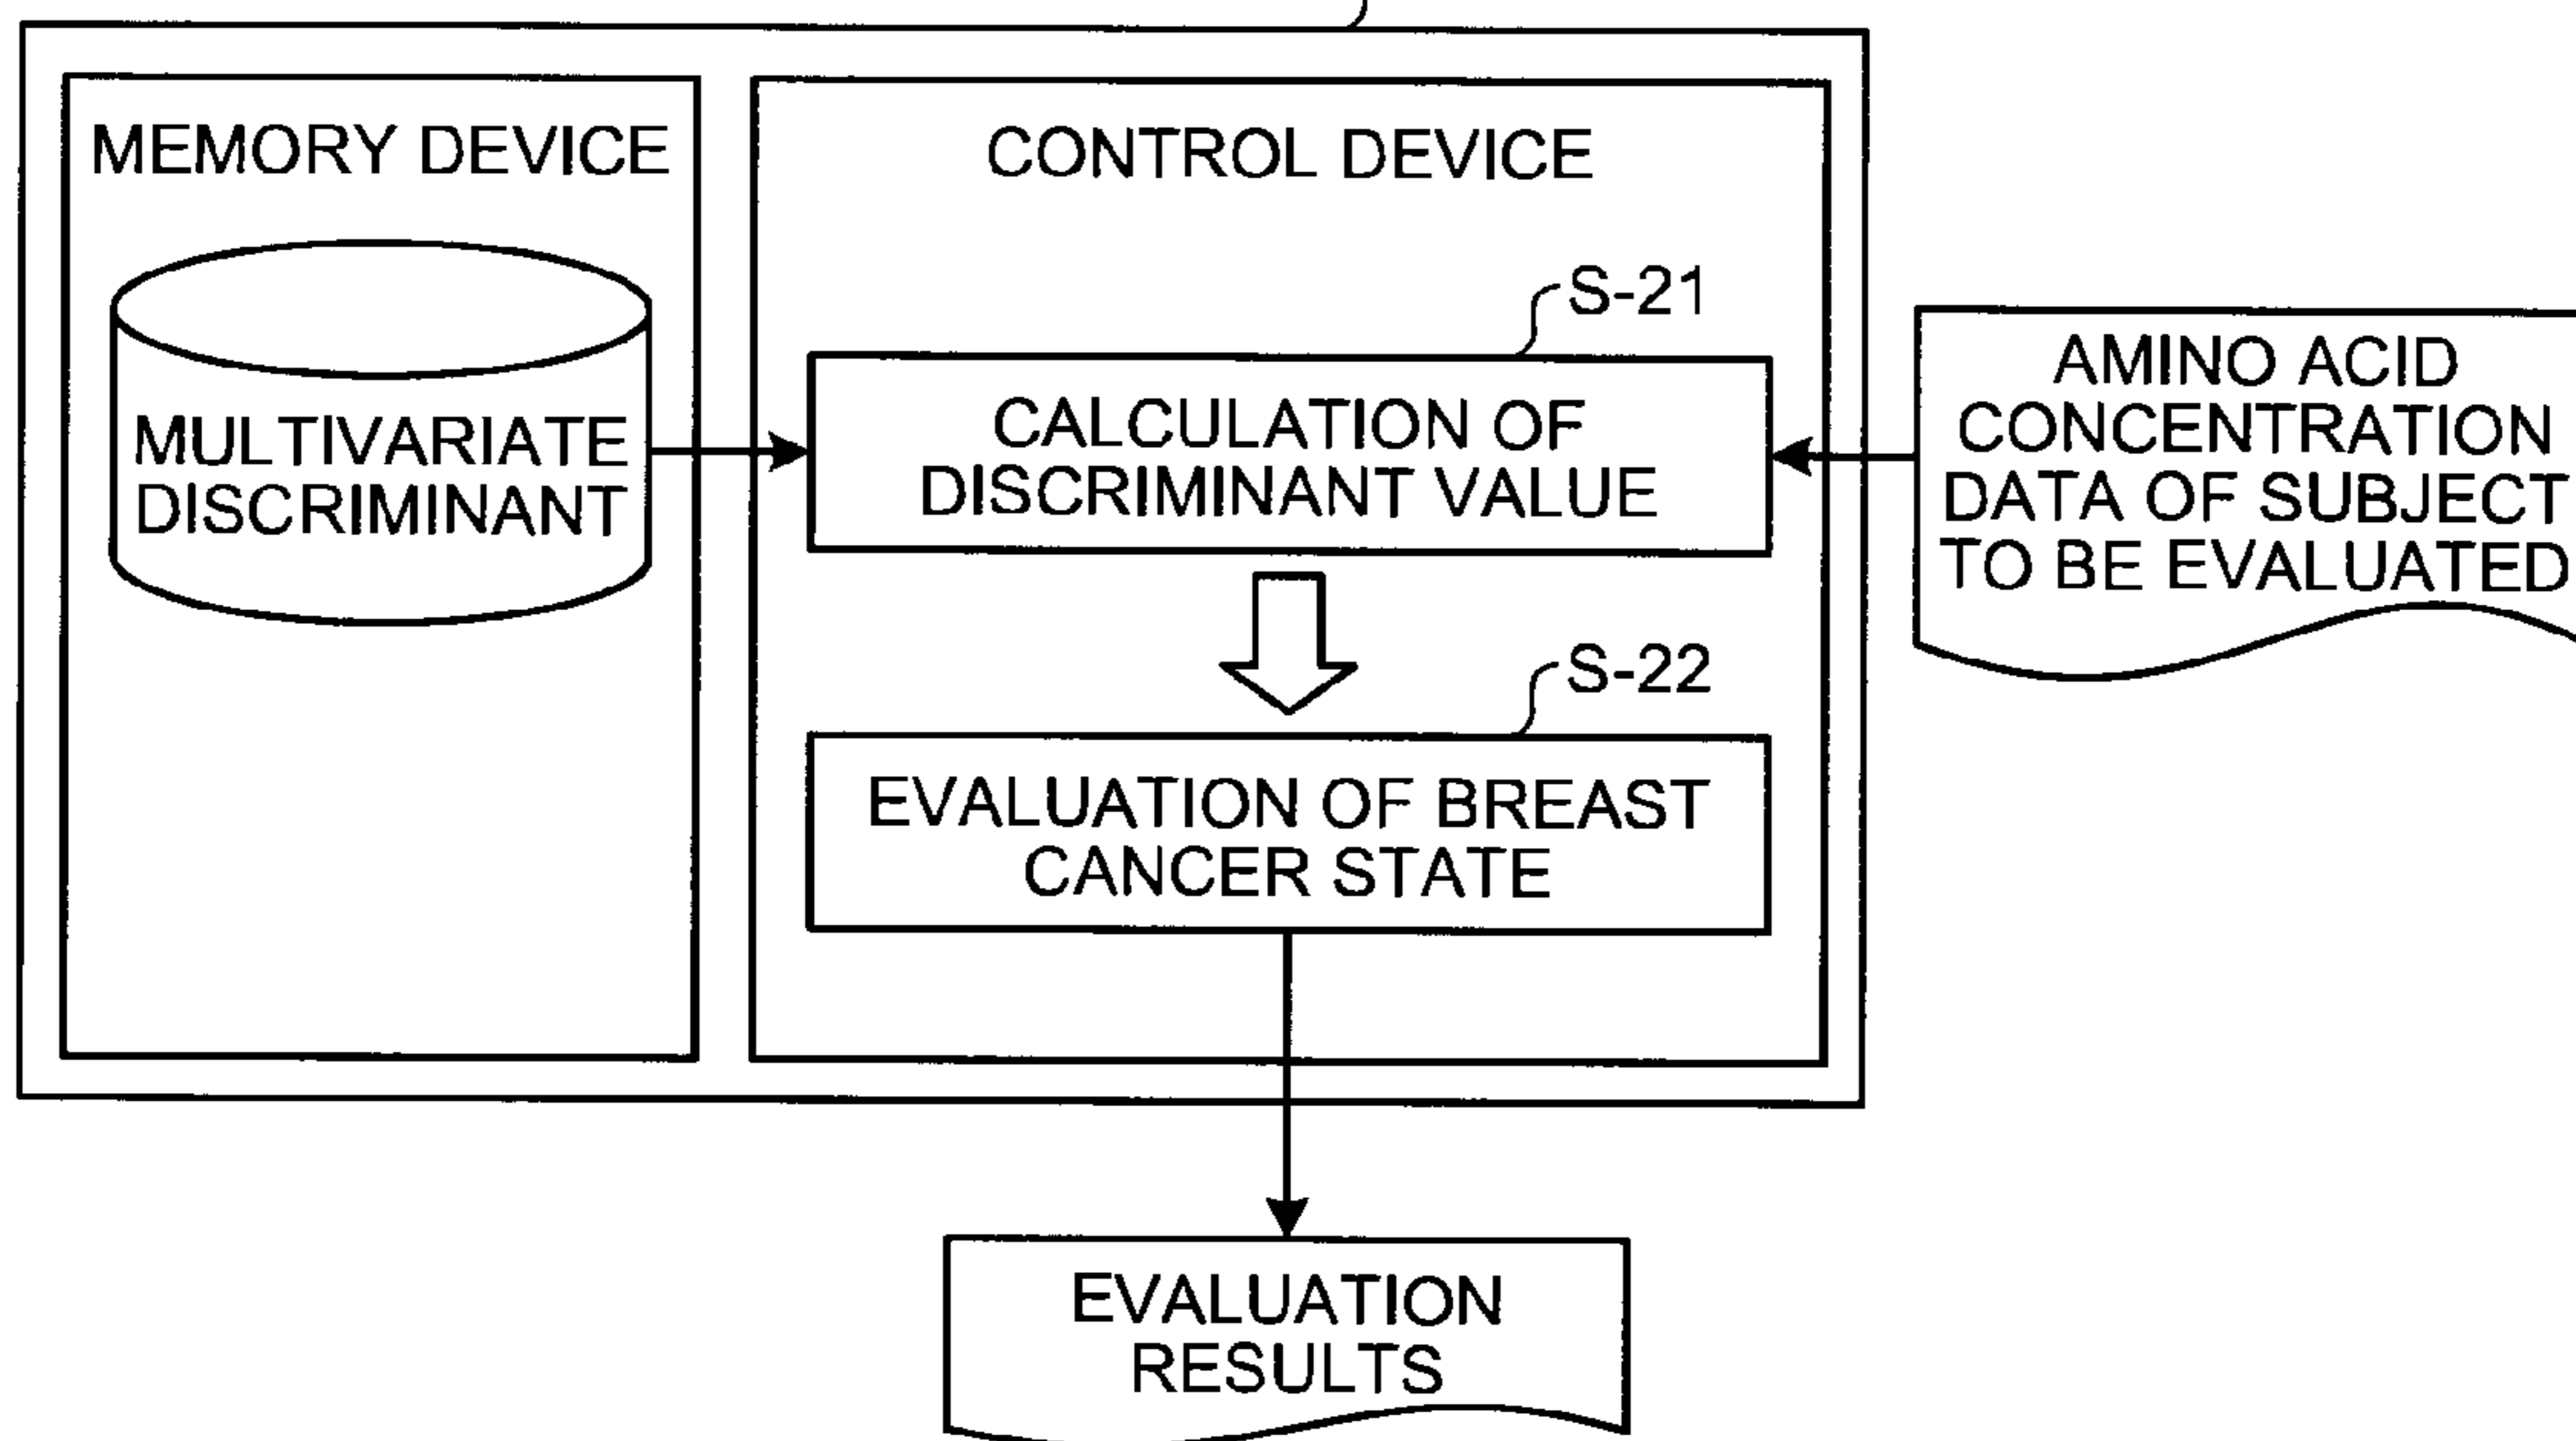 MEMORY DEVICE
MULTIVARIATE
DISCRIMINANT
CONTROL DEVICE
S-21
CALCULATION OF
DISCRIMINANT VALUE
S-22
EVALUATION OF BREAST
CANCER STATE
AMINO ACID
CONCENTRATION
DATA OF SUBJECT
TO BE EVALUATED
EVALUATION
RESULTS